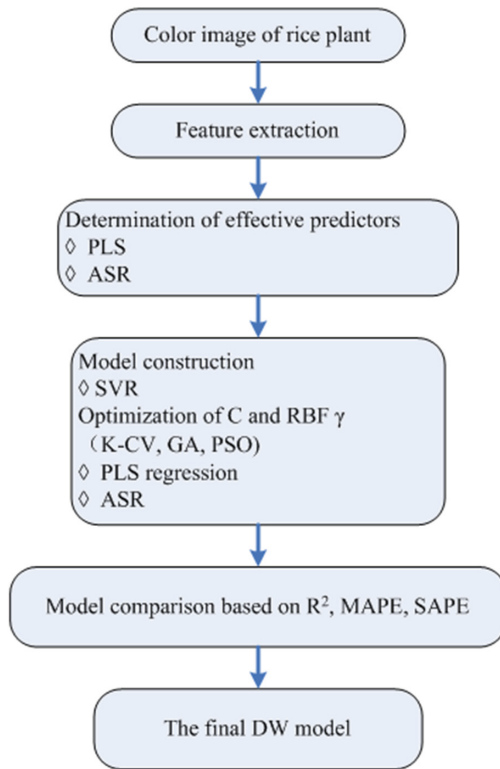 Color image of rice plant
Feature extraction
Determination of effective predictors
◊ PLS
◊ ASR
Model construction
◊ SVR
Optimization of C and RBF γ
（K-CV, GA, PSO)
◊ PLS regression
◊ ASR
Model comparison based on R², MAPE, SAPE
The final DW model